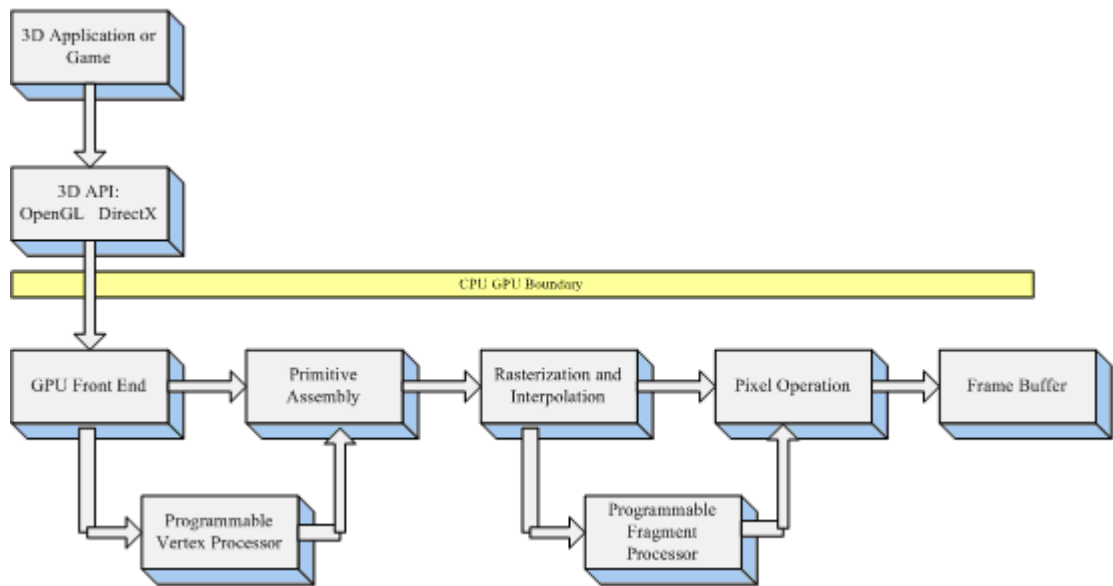 3D Application or
Game
3D API:
OpenGL DirectX
CPU GPU Boundary
GPU Front End
Primitive
Assembly
Rasterization and
Interpolation
Pixel Operation
Frame Buffer
Programmable
Vertex Processor
Programmable
Fragment
Processor